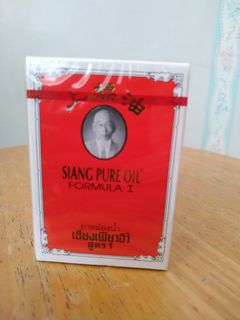 SIANG PURE OIL
FORMULA I
ยาหม่องน้ำ
เซียงเพียวอิ๊ว
สูตร 1